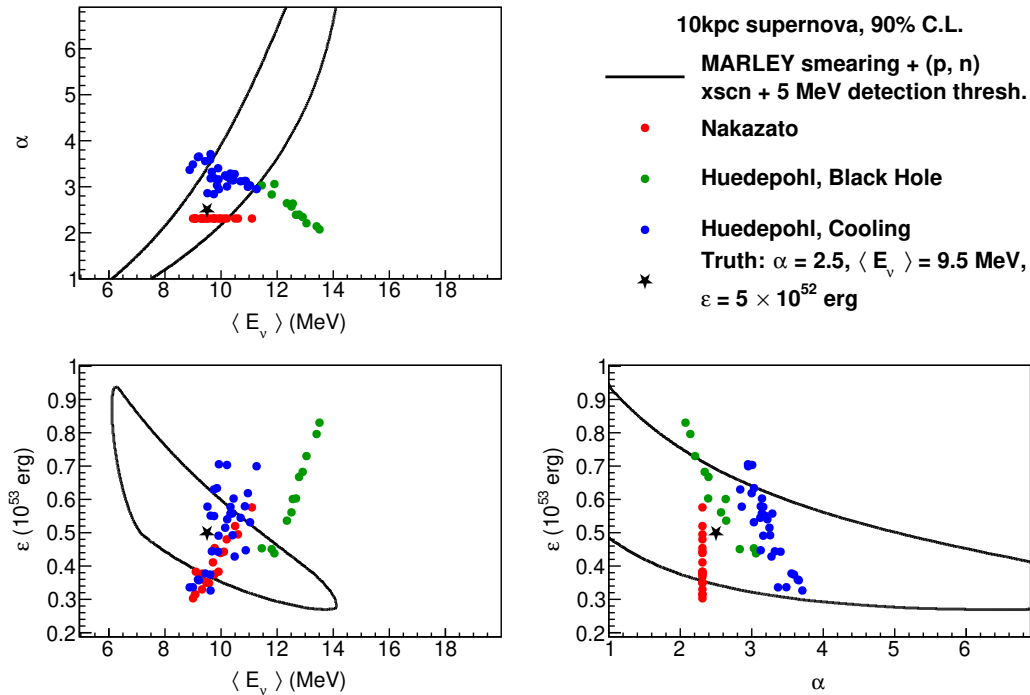 10kpc supernova, 90% C.L.
MARLEY smearing + (p, n)
xscn + 5 MeV detection thresh.
Nakazato
Huedepohl, Black Hole
Huedepohl, Cooling
Truth: α = 2.5, ⟨ E_ν ⟩ = 9.5 MeV,
ε = 5 × 10^52 erg
α
6
5
4
3
2
1
6 8 10 12 14 16 18
⟨ E_ν ⟩ (MeV)
ε (10^53 erg)
1
0.9
0.8
0.7
0.6
0.5
0.4
0.3
0.2
6 8 10 12 14 16 18
⟨ E_ν ⟩ (MeV)
ε (10^53 erg)
1
0.9
0.8
0.7
0.6
0.5
0.4
0.3
0.2
1 2 3 4 5 6
α